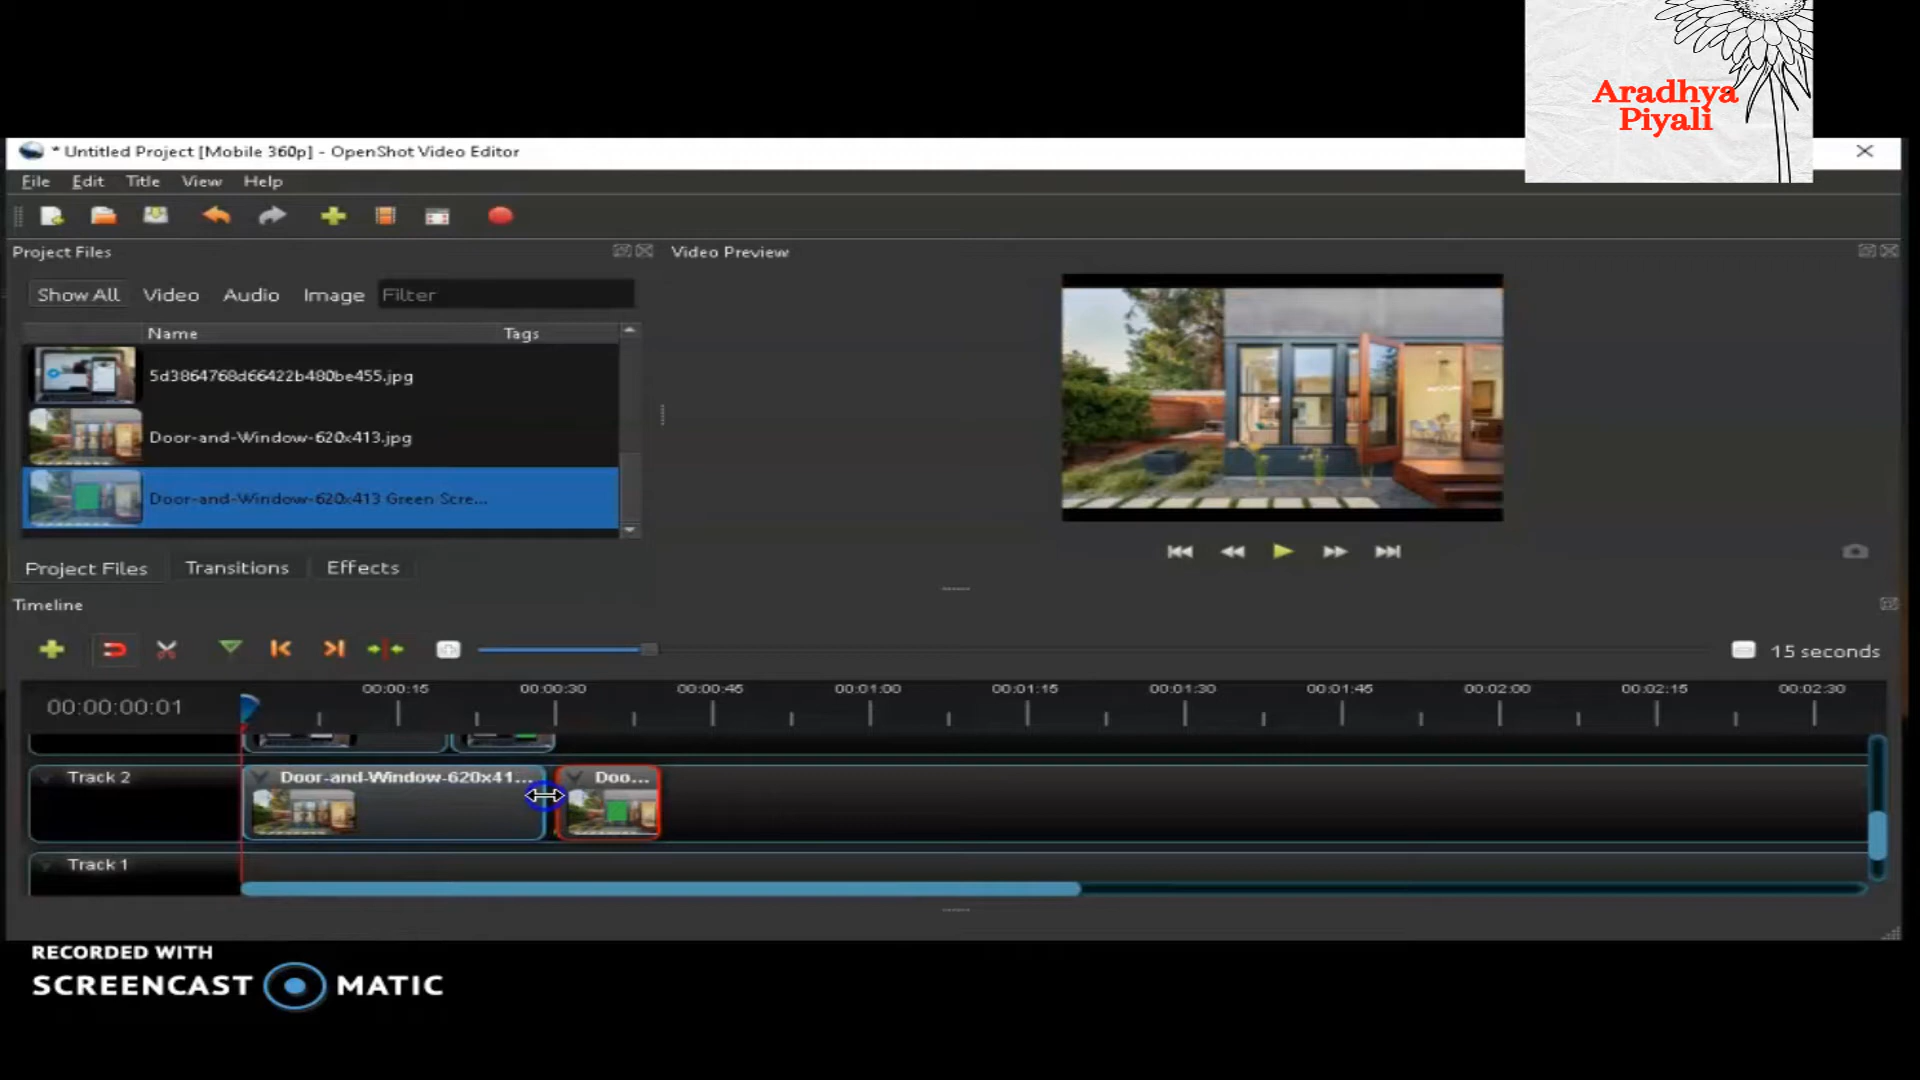 Aradhya
Piyali
* Untitled Project [Mobile 360p] - OpenShot Video Editor
File Edit Title View Help
Project Files
Video Preview
Show All Video Audio Image Filter
Name Tags
5d3864768d66422b480be455.jpg
Door-and-Window-620x413.jpg
Door-and-Window-620x413 Green Scre...
Project Files Transitions Effects
Timeline
15 seconds
00:00:00:01
00:00:15 00:00:30 00:00:45 00:01:00 00:01:15 00:01:30 00:01:45 00:02:00 00:02:15 00:02:30
Track 2 Door-and-Window-620x41... Doo...
Track 1
RECORDED WITH
SCREENCAST MATIC